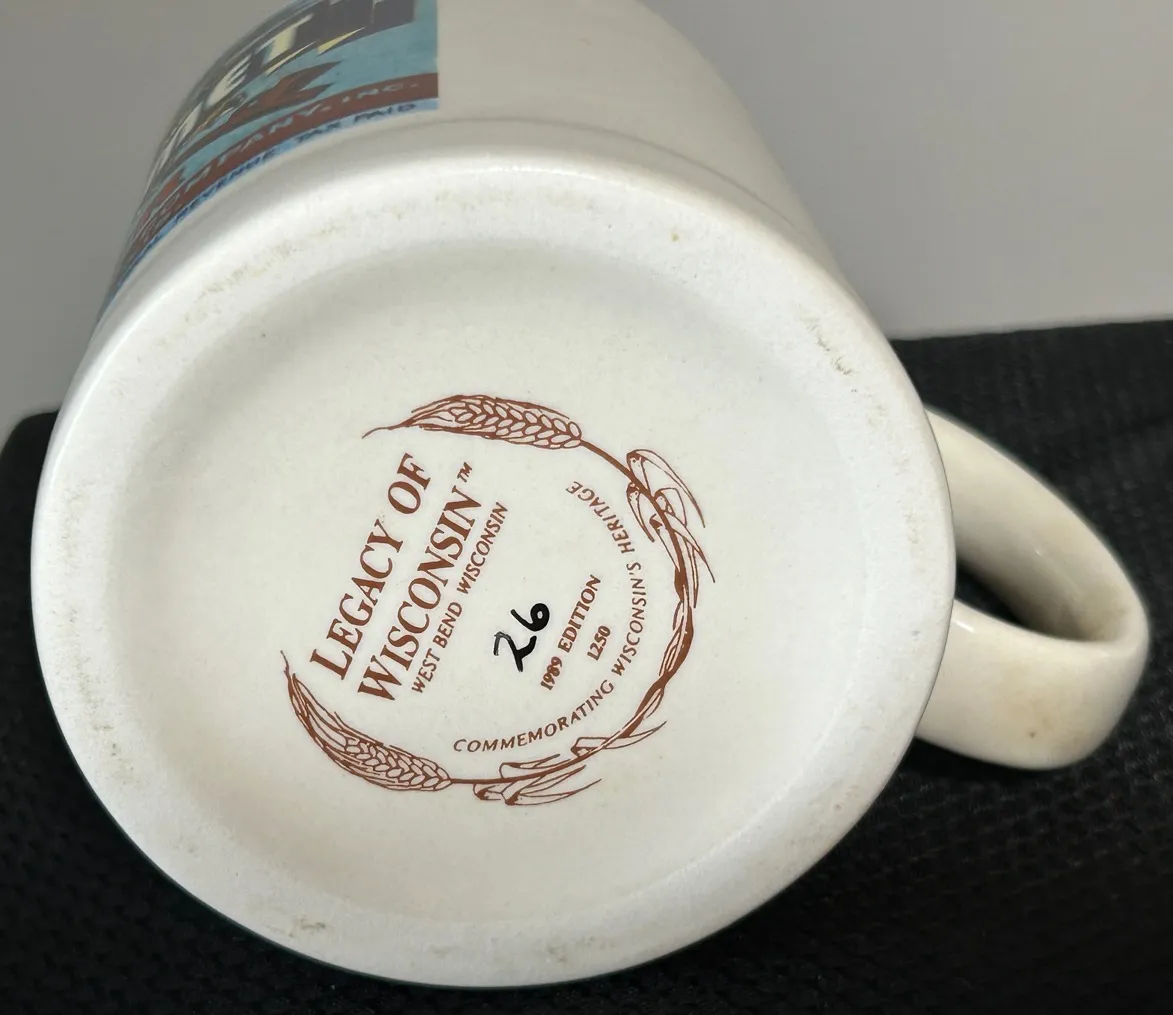 COMPANY, INC.
REVENUE TAX PAID
LEGACY OF
WISCONSIN™
WEST BEND WISCONSIN
26
1989 EDITION
1250
COMMEMORATING WISCONSIN'S HERITAGE